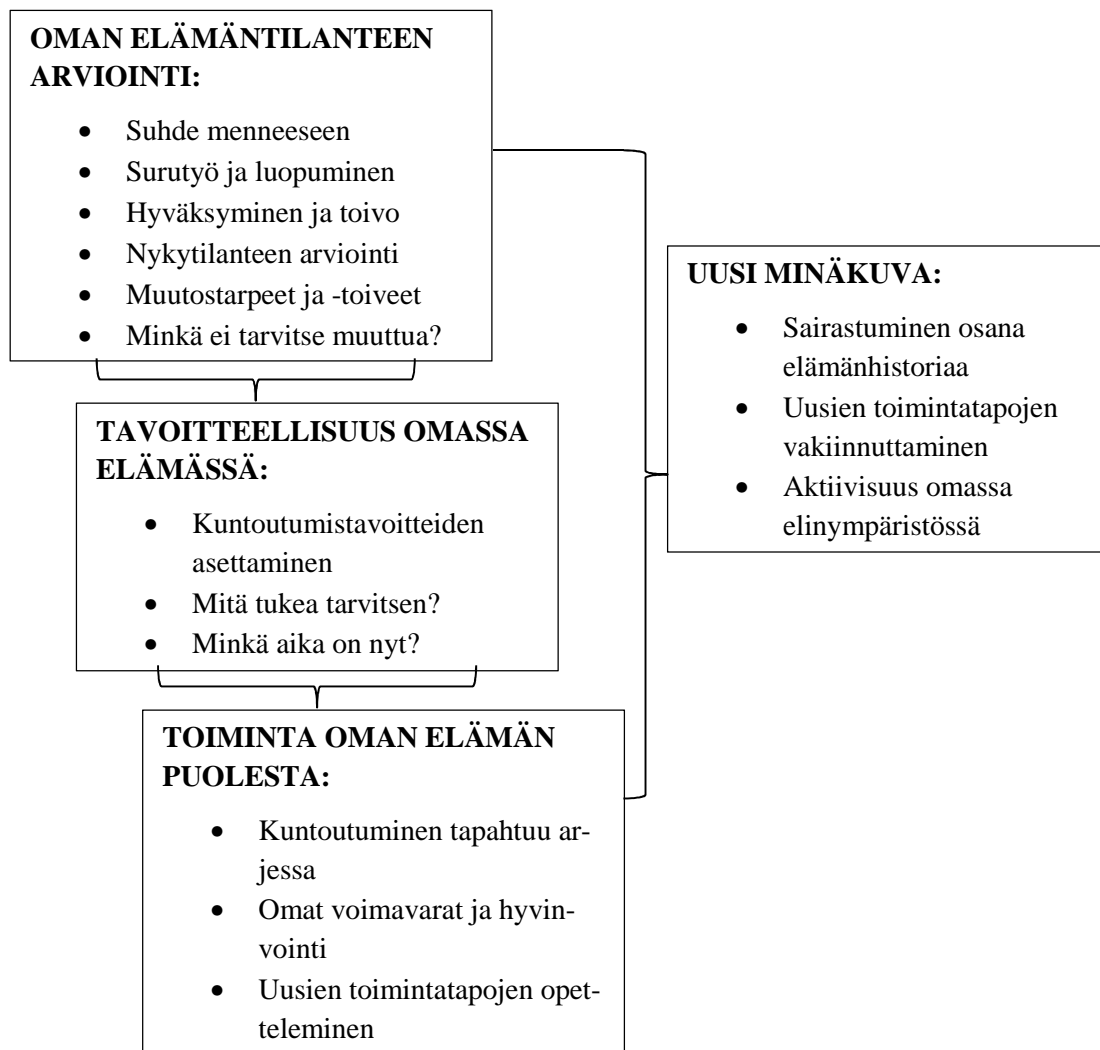 OMAN ELÄMÄNTILANTEEN
ARVIOINTI:
• Suhde menneeseen
• Surutyö ja luopuminen
• Hyväksyminen ja toivo
• Nykytilanteen arviointi
• Muutostarpeet ja -toiveet
• Minkä ei tarvitse muuttua?
TAVOITTEELLISUUS OMASSA
ELÄMÄSSÄ:
• Kuntoutumistavoitteiden
asettaminen
• Mitä tukea tarvitsen?
• Minkä aika on nyt?
TOIMINTA OMAN ELÄMÄN
PUOLESTA:
• Kuntoutuminen tapahtuu ar-
jessa
• Omat voimavarat ja hyvin-
vointi
• Uusien toimintatapojen opet-
teleminen
UUSI MINÄKUVA:
• Sairastuminen osana
elämänhistoriaa
• Uusien toimintatapojen
vakiinnuttaminen
• Aktiivisuus omassa
elinympäristössä